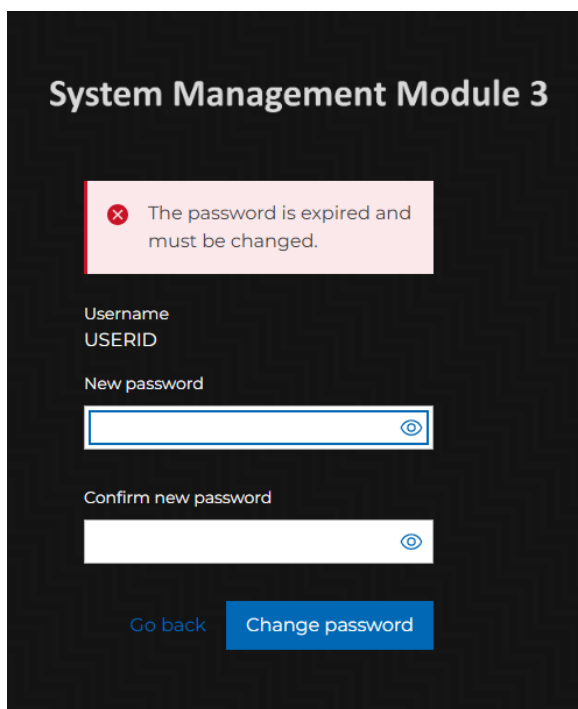 System Management Module 3
The password is expired and
must be changed.
Username
USERID
New password
Confirm new password
Go back
Change password